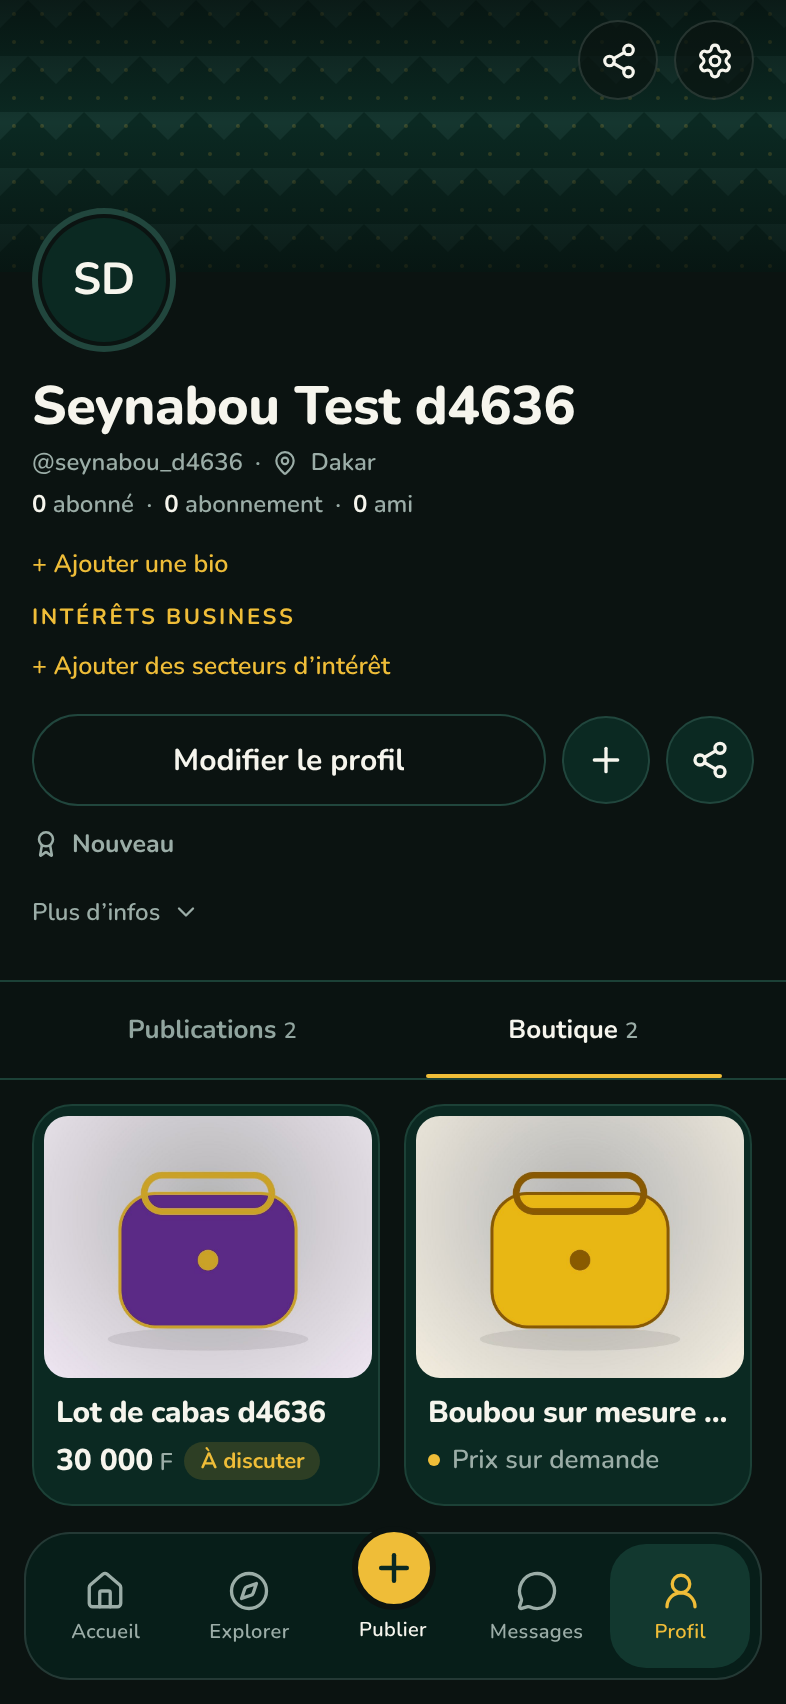 SD
Seynabou Test d4636
@seynabou_d4636 · Dakar
0 abonné · 0 abonnement · 0 ami
+ Ajouter une bio
INTÉRÊTS BUSINESS
+ Ajouter des secteurs d’intérêt
Modifier le profil
Nouveau
Plus d’infos
Publications 2
Boutique 2
Lot de cabas d4636
30 000 F À discuter
Boubou sur mesure ...
Prix sur demande
Accueil
Explorer
Publier
Messages
Profil